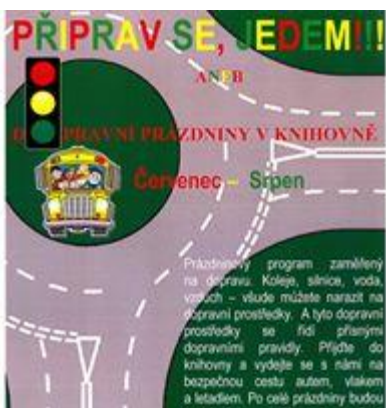 PŘIPRAV SE, JEDEM!!!
ANEB
DOPRAVNÍ PRÁZDNINY V KNIHOVNĚ
Červenec – Srpen
Prázdninový program zaměřený
na dopravu. Koleje, silnice, voda,
vzduch – všude můžete narazit na
dopravní prostředky. A tyto dopravní
prostředky se řídí přísnými
dopravními pravidly. Přijďte do
knihovny a vydejte se s námi na
bezpečnou cestu autem, vlakem
a letadlem. Po celé prázdniny budou